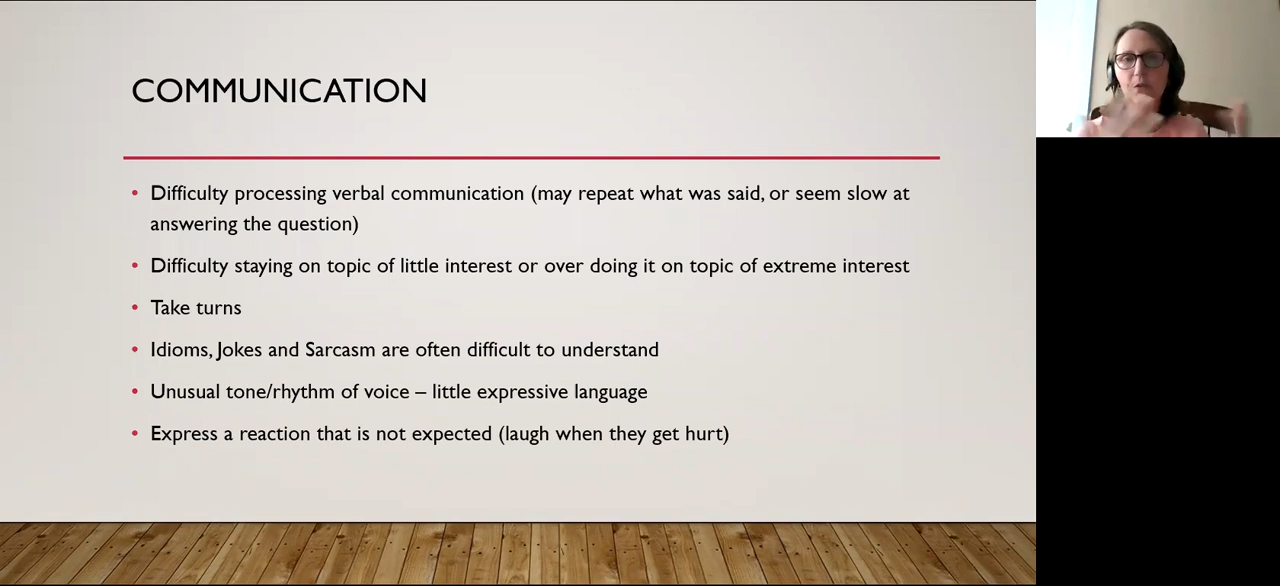 COMMUNICATION
• Difficulty processing verbal communication (may repeat what was said, or seem slow at
answering the question)
• Difficulty staying on topic of little interest or over doing it on topic of extreme interest
• Take turns
• Idioms, Jokes and Sarcasm are often difficult to understand
• Unusual tone/rhythm of voice – little expressive language
• Express a reaction that is not expected (laugh when they get hurt)